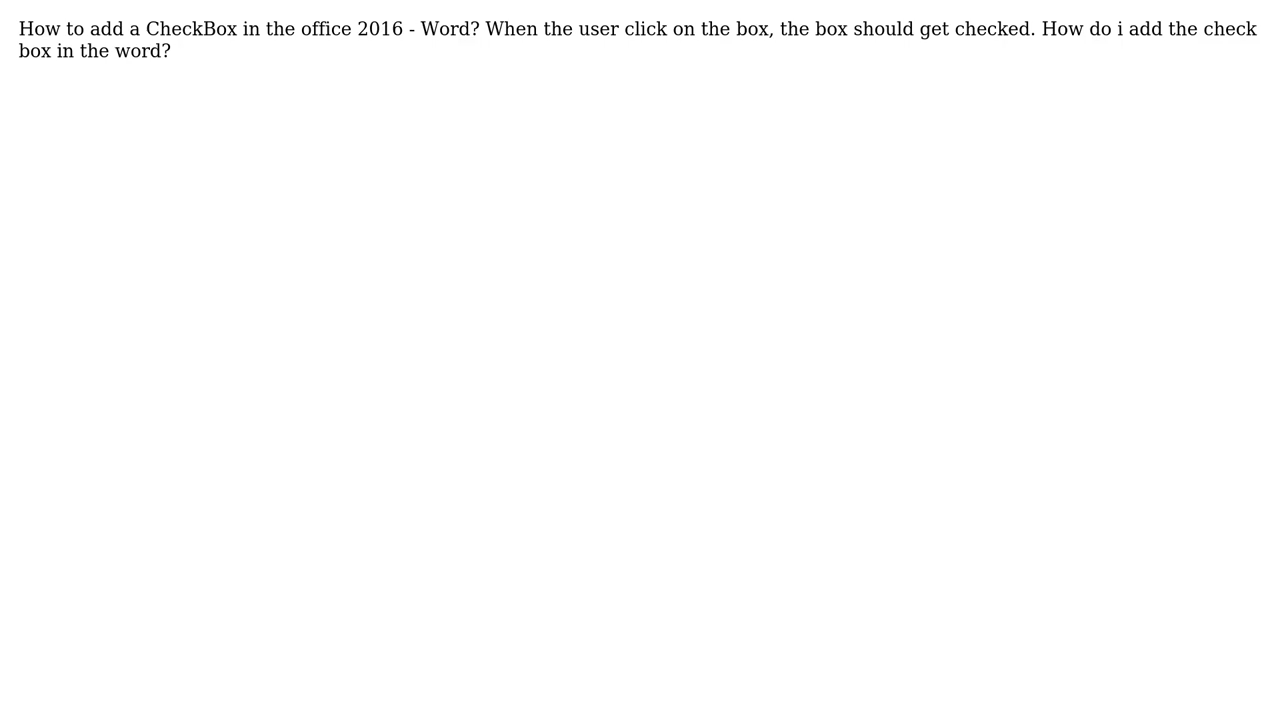 How to add a CheckBox in the office 2016 - Word? When the user click on the box, the box should get checked. How do i add the check
box in the word?